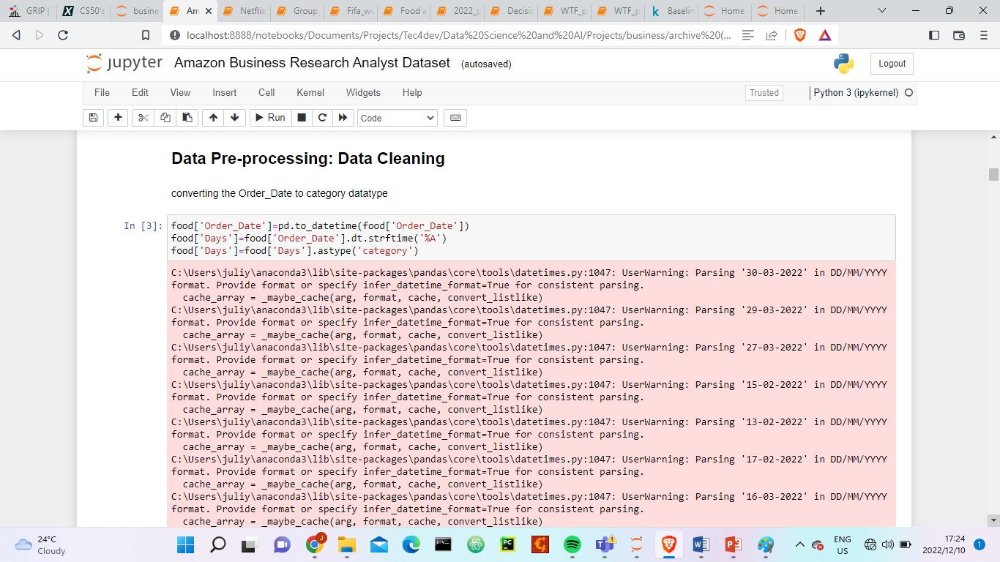 GRIP |
CS50's
busine
Am
Netflix
Group_
Fifa_wo
Food a
2022_p
Decisic
WTF_p
WTF_p
Baselin
Home
Home
localhost:8888/notebooks/Documents/Projects/Tec4dev/Data%20Science%20and%20AI/Projects/business/archive%20(...
jupyter Amazon Business Research Analyst Dataset (autosaved)
Logout
File Edit View Insert Cell Kernel Widgets Help
Trusted
Python 3 (ipykernel)
Run
Code
Data Pre-processing: Data Cleaning
converting the Order_Date to category datatype
In [3]:
food['Order_Date']=pd.to_datetime(food['Order_Date'])
food['Days']=food['Order_Date'].dt.strftime('%A')
food['Days']=food['Days'].astype('category')
C:\Users\juliy\anaconda3\lib\site-packages\pandas\core\tools\datetimes.py:1047: UserWarning: Parsing '30-03-2022' in DD/MM/YYYY
format. Provide format or specify infer_datetime_format=True for consistent parsing.
cache_array = _maybe_cache(arg, format, cache, convert_listlike)
C:\Users\juliy\anaconda3\lib\site-packages\pandas\core\tools\datetimes.py:1047: UserWarning: Parsing '29-03-2022' in DD/MM/YYYY
format. Provide format or specify infer_datetime_format=True for consistent parsing.
cache_array = _maybe_cache(arg, format, cache, convert_listlike)
C:\Users\juliy\anaconda3\lib\site-packages\pandas\core\tools\datetimes.py:1047: UserWarning: Parsing '27-03-2022' in DD/MM/YYYY
format. Provide format or specify infer_datetime_format=True for consistent parsing.
cache_array = _maybe_cache(arg, format, cache, convert_listlike)
C:\Users\juliy\anaconda3\lib\site-packages\pandas\core\tools\datetimes.py:1047: UserWarning: Parsing '15-02-2022' in DD/MM/YYYY
format. Provide format or specify infer_datetime_format=True for consistent parsing.
cache_array = _maybe_cache(arg, format, cache, convert_listlike)
C:\Users\juliy\anaconda3\lib\site-packages\pandas\core\tools\datetimes.py:1047: UserWarning: Parsing '13-02-2022' in DD/MM/YYYY
format. Provide format or specify infer_datetime_format=True for consistent parsing.
cache_array = _maybe_cache(arg, format, cache, convert_listlike)
C:\Users\juliy\anaconda3\lib\site-packages\pandas\core\tools\datetimes.py:1047: UserWarning: Parsing '17-02-2022' in DD/MM/YYYY
format. Provide format or specify infer_datetime_format=True for consistent parsing.
cache_array = _maybe_cache(arg, format, cache, convert_listlike)
C:\Users\juliy\anaconda3\lib\site-packages\pandas\core\tools\datetimes.py:1047: UserWarning: Parsing '16-03-2022' in DD/MM/YYYY
format. Provide format or specify infer_datetime_format=True for consistent parsing.
cache_array = _maybe_cache(arg, format, cache, convert_listlike)
24°C
Cloudy
ENG
US
17:24
2022/12/10
1